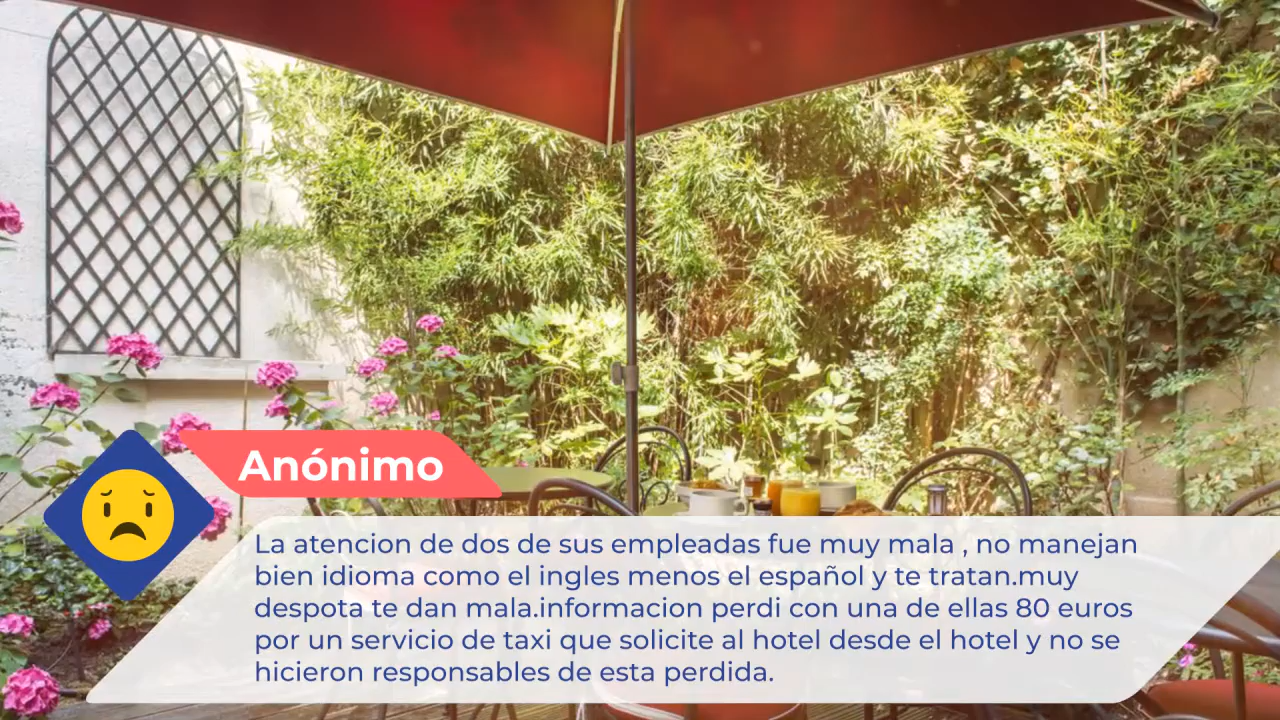 Anónimo
La atencion de dos de sus empleadas fue muy mala , no manejan
bien idioma como el ingles menos el español y te tratan.muy
despota te dan mala.informacion perdi con una de ellas 80 euros
por un servicio de taxi que solicite al hotel desde el hotel y no se
hicieron responsables de esta perdida.